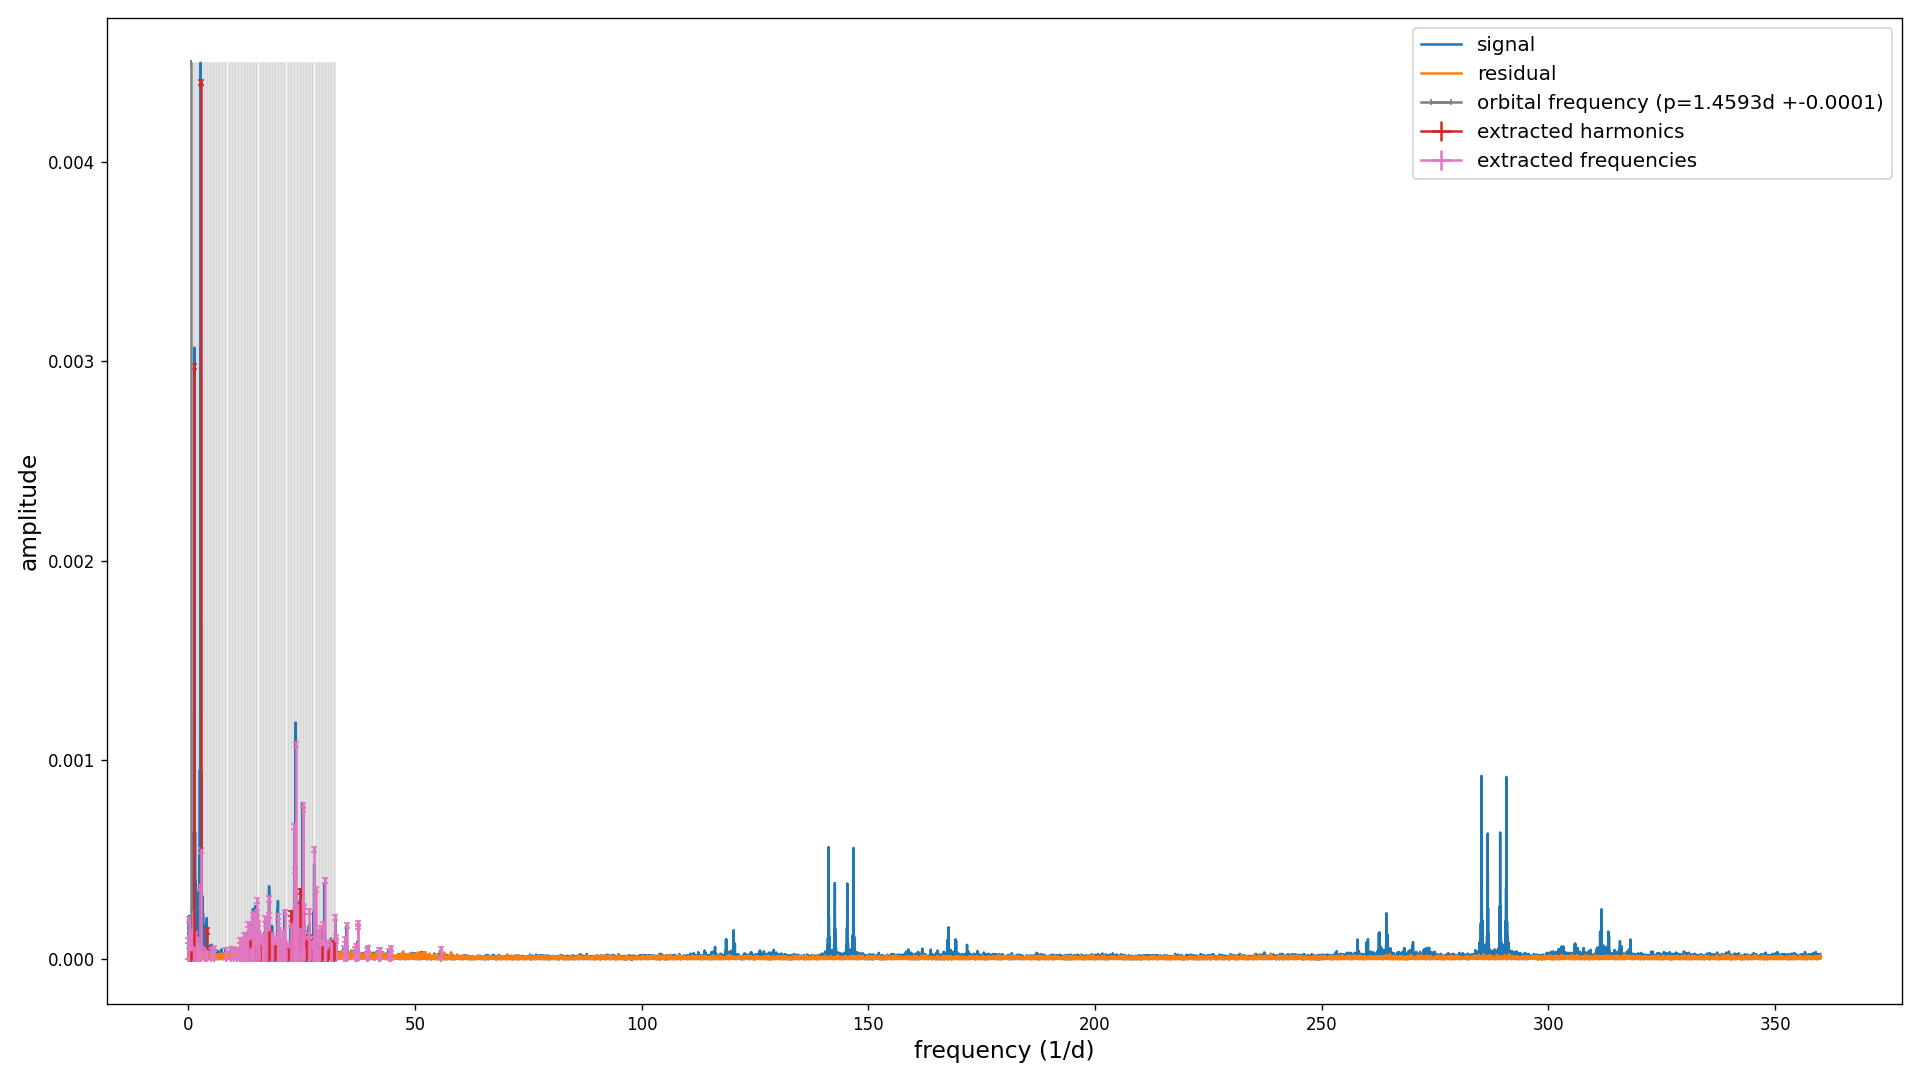 signal
residual
orbital frequency (p=1.4593d +-0.0001)
extracted harmonics
extracted frequencies
amplitude
0.004
0.003
0.002
0.001
0.000
0 50 100 150 200 250 300 350
frequency (1/d)